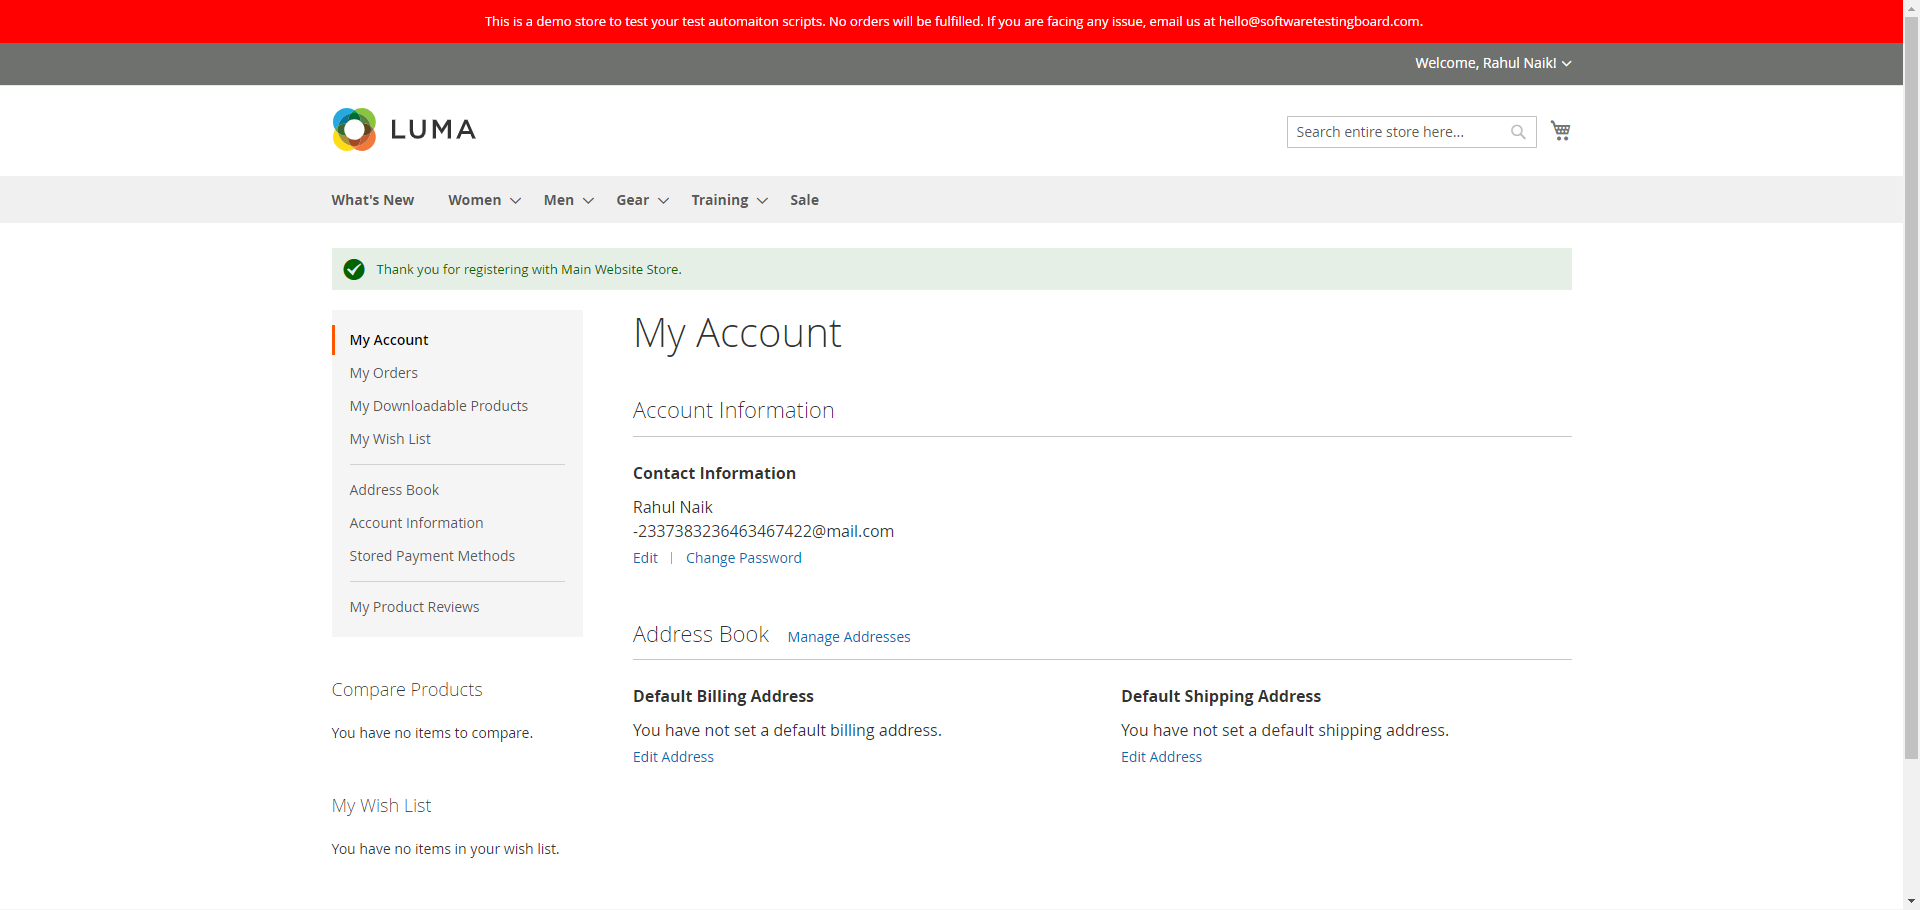 This is a demo store to test your test automaiton scripts. No orders will be fulfilled. If you are facing any issue, email us at hello@softwaretestingboard.com.
Welcome, Rahul Naik!
LUMA
Search entire store here...
What's New Women Men Gear Training Sale
Thank you for registering with Main Website Store.
My Account
My Orders
My Downloadable Products
My Wish List
Address Book
Account Information
Stored Payment Methods
My Product Reviews
Compare Products
You have no items to compare.
My Wish List
You have no items in your wish list.
My Account
Account Information
Contact Information
Rahul Naik
-2337383236463467422@mail.com
Edit | Change Password
Address Book Manage Addresses
Default Billing Address
You have not set a default billing address.
Edit Address
Default Shipping Address
You have not set a default shipping address.
Edit Address